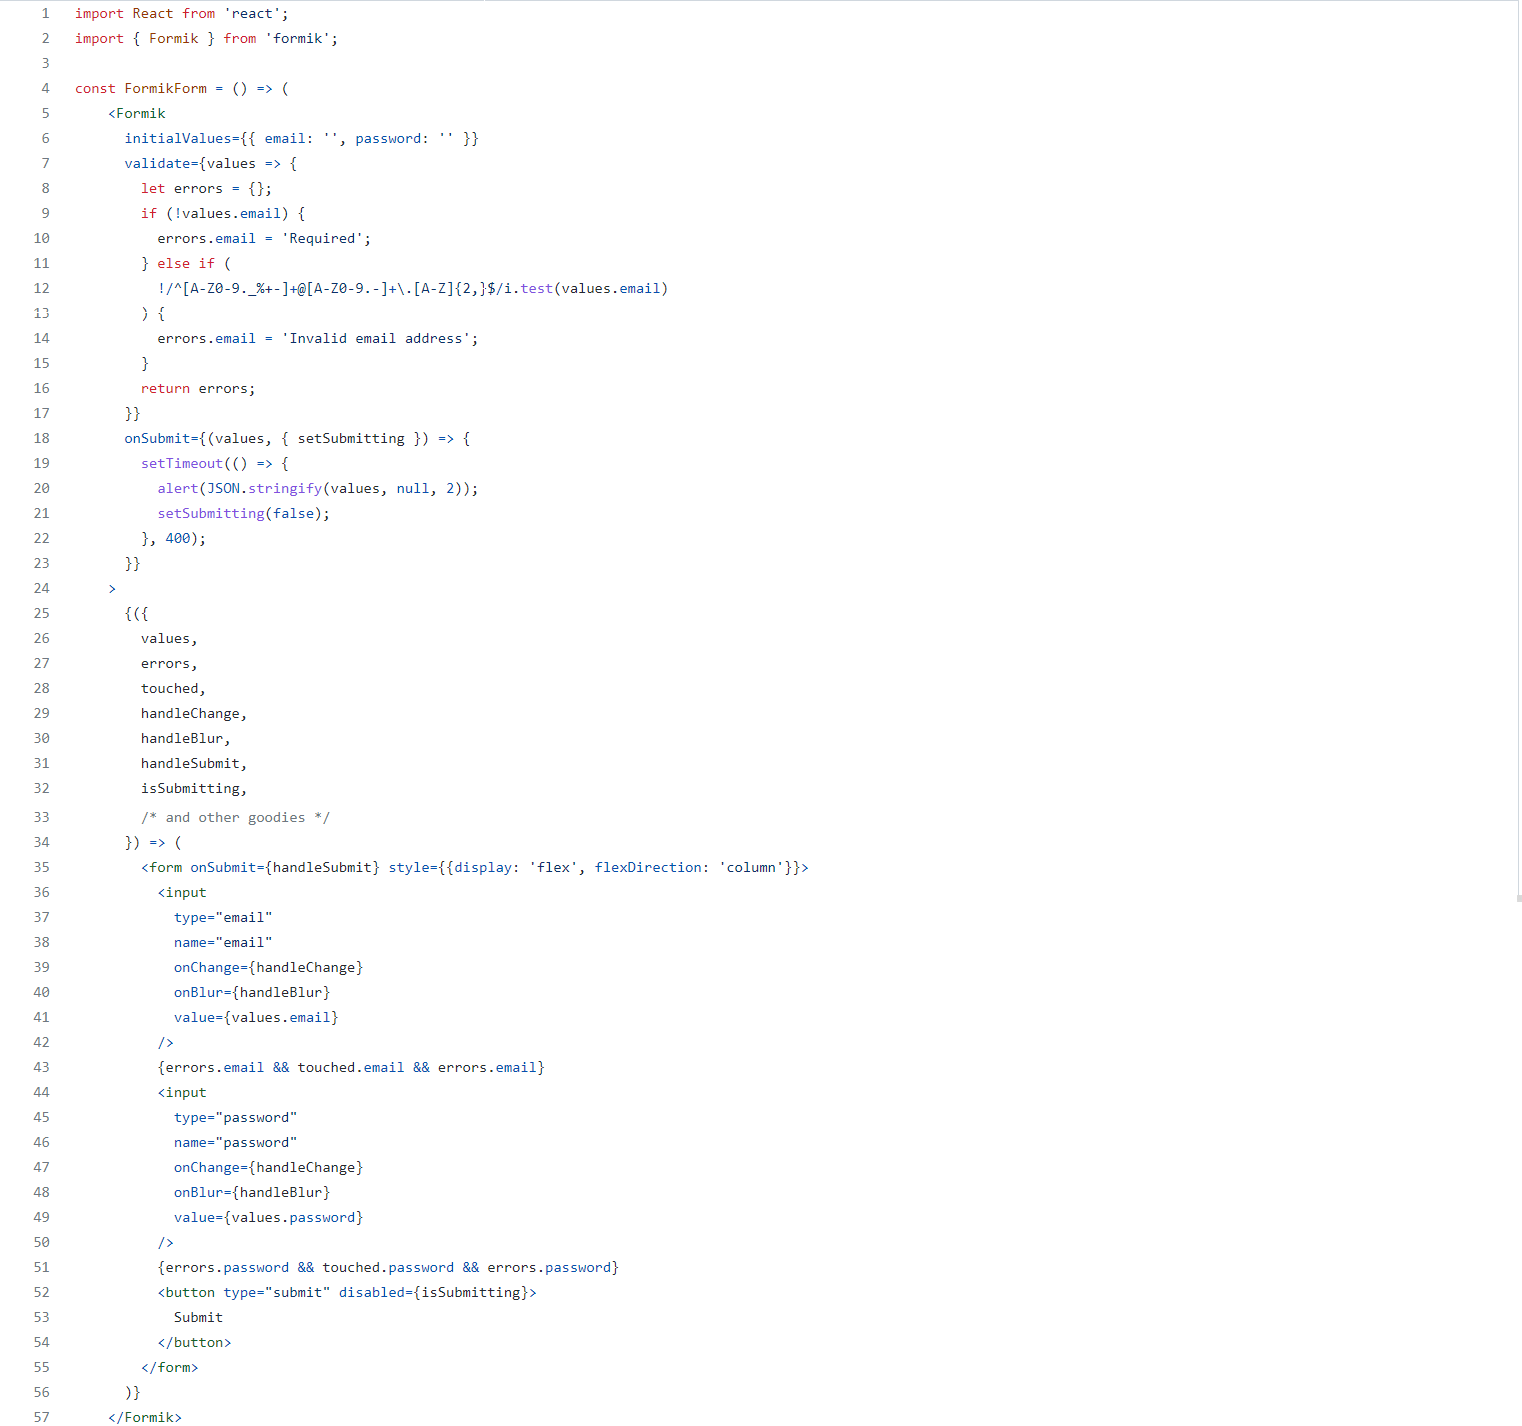 1 import React from 'react';
2 import { Formik } from 'formik';
3
4 const FormikForm = () => (
5     <Formik
6       initialValues={{ email: '', password: '' }}
7       validate={values => {
8         let errors = {};
9         if (!values.email) {
10           errors.email = 'Required';
11         } else if (
12           !/^[A-Z0-9._%+-]+@[A-Z0-9.-]+\.[A-Z]{2,}$/i.test(values.email)
13         ) {
14           errors.email = 'Invalid email address';
15         }
16         return errors;
17       }}
18       onSubmit={(values, { setSubmitting }) => {
19         setTimeout(() => {
20           alert(JSON.stringify(values, null, 2));
21           setSubmitting(false);
22         }, 400);
23       }}
24     >
25       {({
26         values,
27         errors,
28         touched,
29         handleChange,
30         handleBlur,
31         handleSubmit,
32         isSubmitting,
33         /* and other goodies */
34       }) => (
35         <form onSubmit={handleSubmit} style={{display: 'flex', flexDirection: 'column'}}>
36           <input
37             type="email"
38             name="email"
39             onChange={handleChange}
40             onBlur={handleBlur}
41             value={values.email}
42           />
43           {errors.email && touched.email && errors.email}
44           <input
45             type="password"
46             name="password"
47             onChange={handleChange}
48             onBlur={handleBlur}
49             value={values.password}
50           />
51           {errors.password && touched.password && errors.password}
52           <button type="submit" disabled={isSubmitting}>
53             Submit
54           </button>
55         </form>
56       )}
57     </Formik>